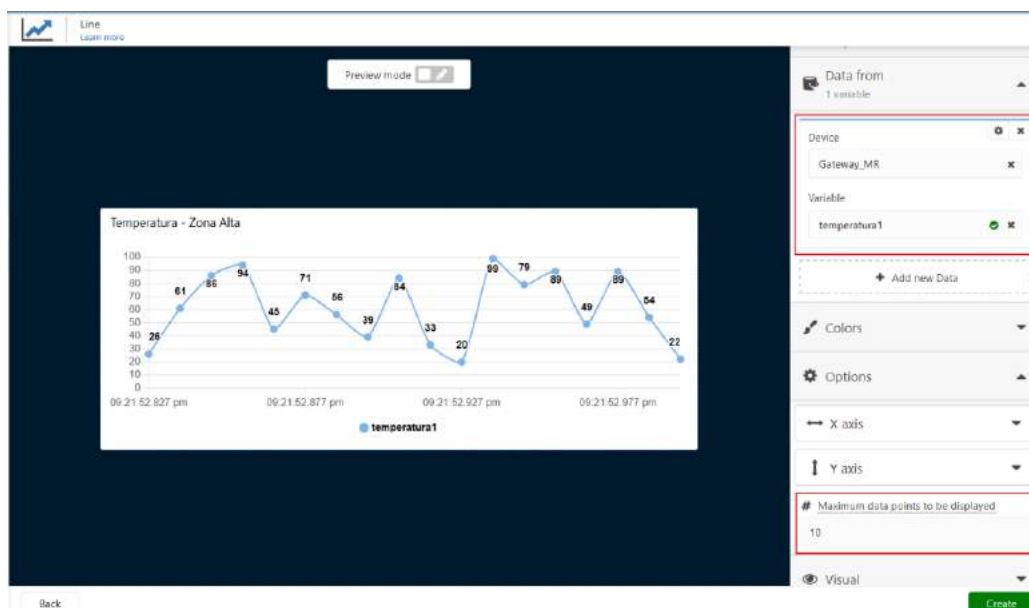 Line
Learn more
Preview mode
Temperatura - Zona Alta
100
90
80
70
60
50
40
30
20
10
0
26
61
86
94
45
71
56
39
84
33
20
99
79
89
49
89
54
22
09:21:52.827 pm
09:21:52.877 pm
09:21:52.927 pm
09:21:52.977 pm
temperatura1
Data from
1 variable
Device
Gateway_MR
Variable
temperatura1
+ Add new Data
Colors
Options
X axis
Y axis
# Maximum data points to be displayed
10
Visual
Back
Create